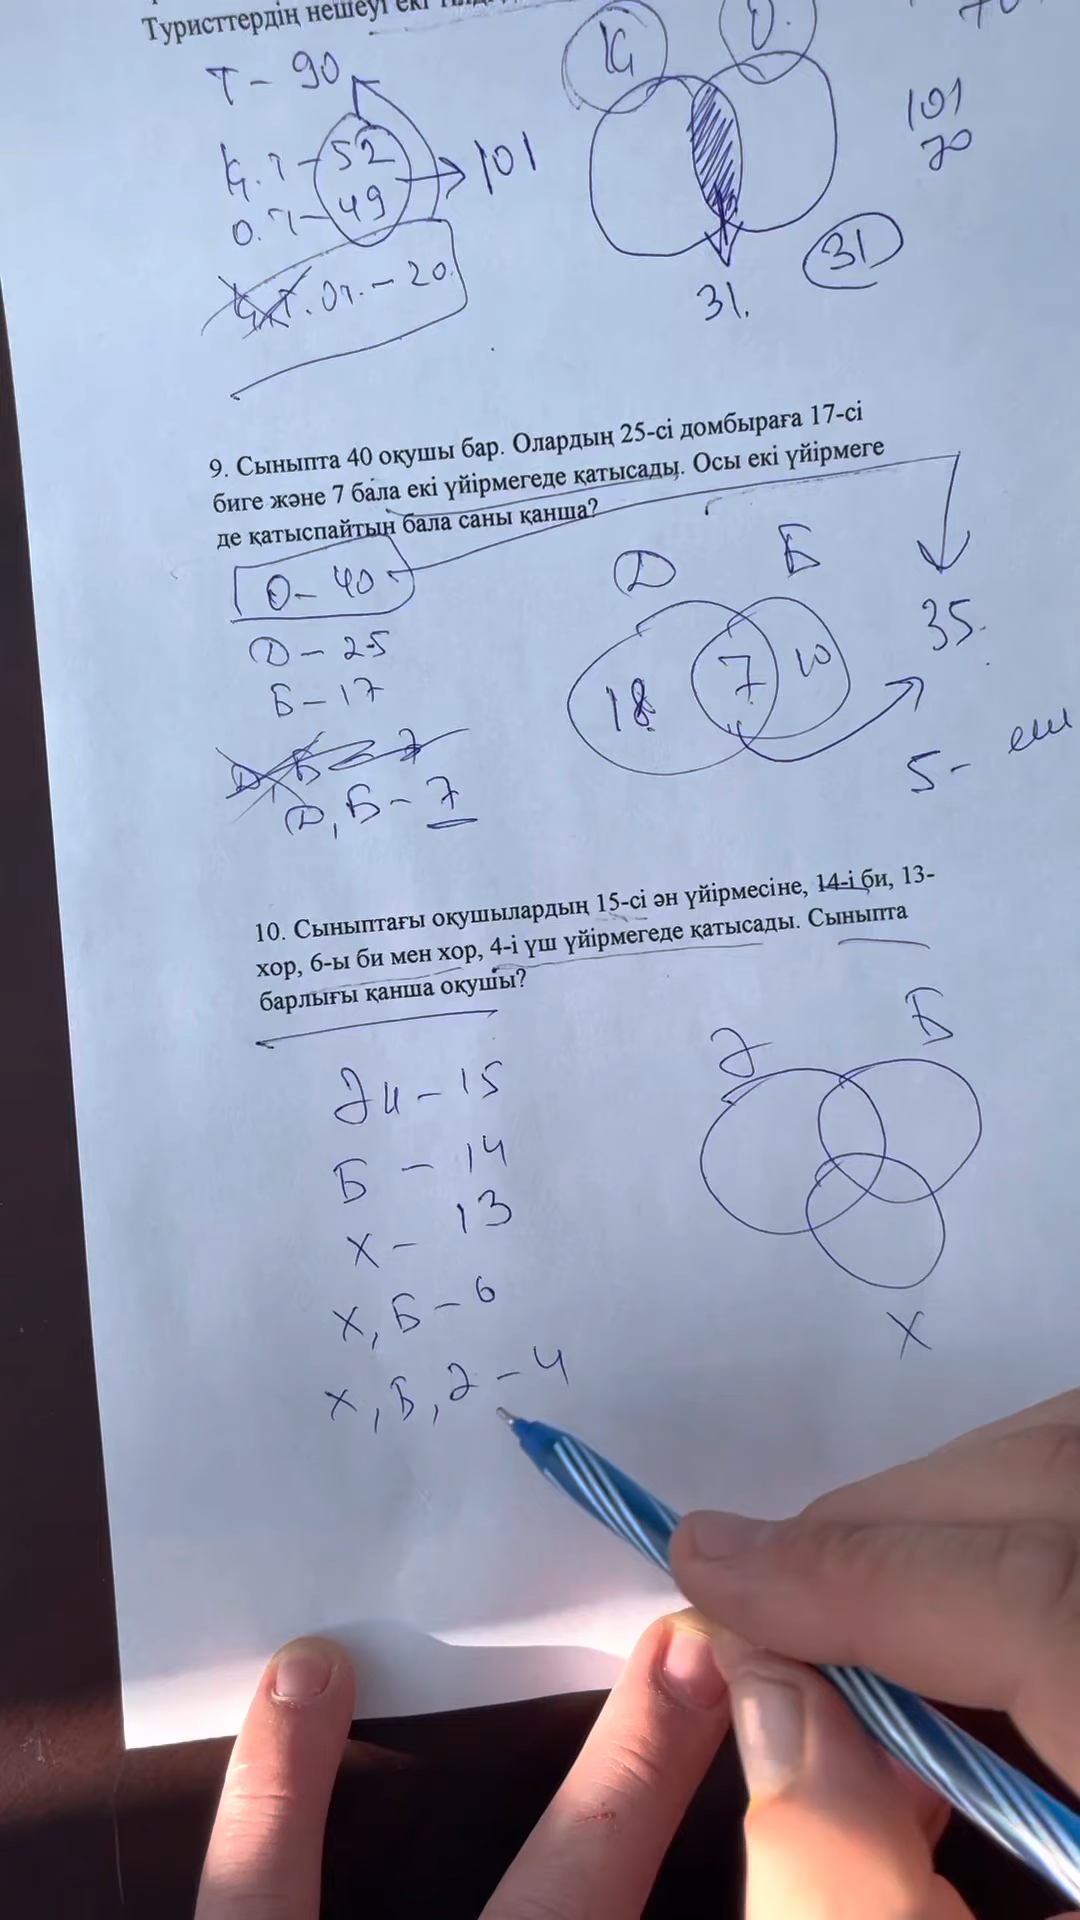 Туристтердің нешеуі екі
Т - 90
Қ.Т - 52
О.Т - 49
101
Қ.Т. От. - 20.
Қ
О.
31.
31
101
70
9. Сыныпта 40 оқушы бар. Олардың 25-сі домбыраға 17-сі
биге және 7 бала екі үйірмегеде қатысады. Осы екі үйірмеге
де қатыспайтын бала саны қанша?
О - 40
Д - 25
Б - 17
Д, Б - 7
Д, Б - 7
Д
Б
18
7
10
35.
5 -
10. Сыныптағы оқушылардың 15-сі ән үйірмесіне, 14-і би, 13-
хор, 6-ы би мен хор, 4-і үш үйірмегеде қатысады. Сыныпта
барлығы қанша оқушы?
Ән - 15
Б - 14
Х - 13
Х, Б - 6
Х, Б, Ә - 4
Ә
Б
Х